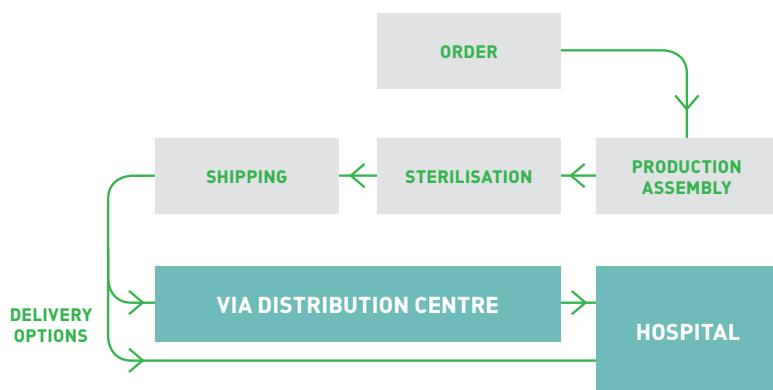 ORDER
SHIPPING
STERILISATION
PRODUCTION
ASSEMBLY
VIA DISTRIBUTION CENTRE
HOSPITAL
DELIVERY
OPTIONS